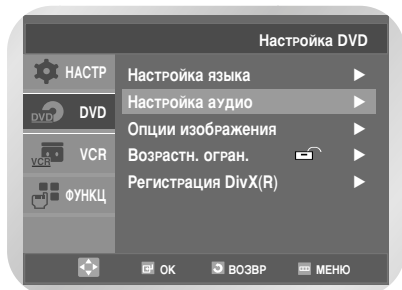 Настройка DVD
НАСТР
DVD
VCR
ФУНКЦ
Настройка языка ▶
Настройка аудио ▶
Опции изображения ▶
Возрастн. огран. ▶
Регистрация DivX(R) ▶
DVD
VCR
ОК ВОЗВР МЕНЮ